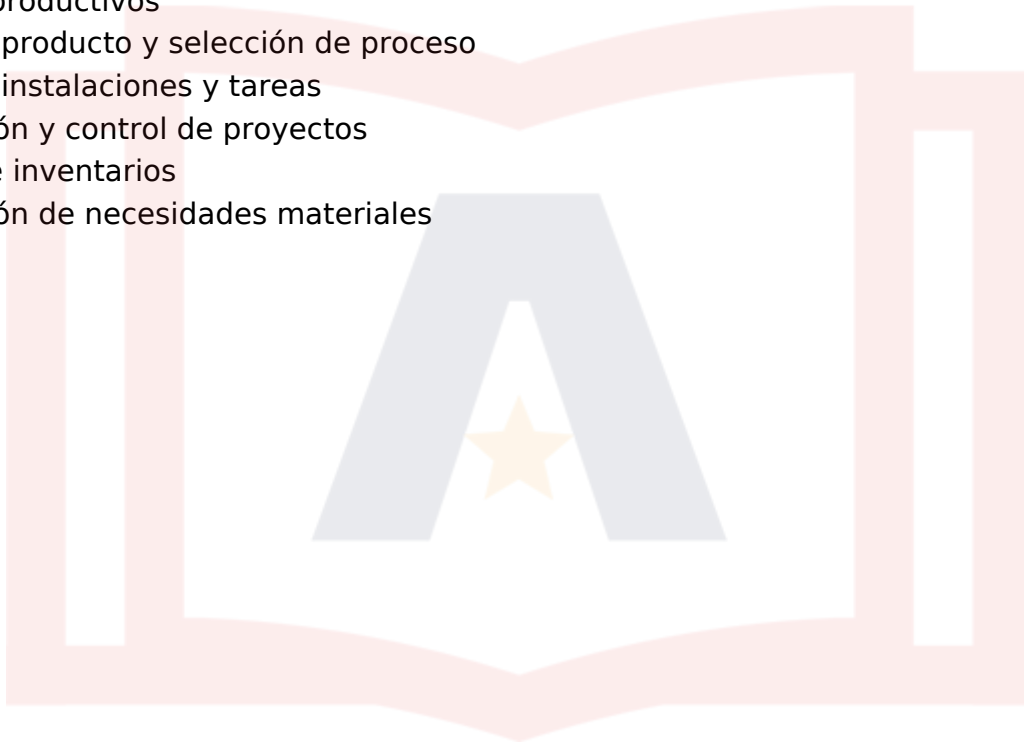 productivos
producto y selección de proceso
instalaciones y tareas
ón y control de proyectos
e inventarios
ón de necesidades materiales